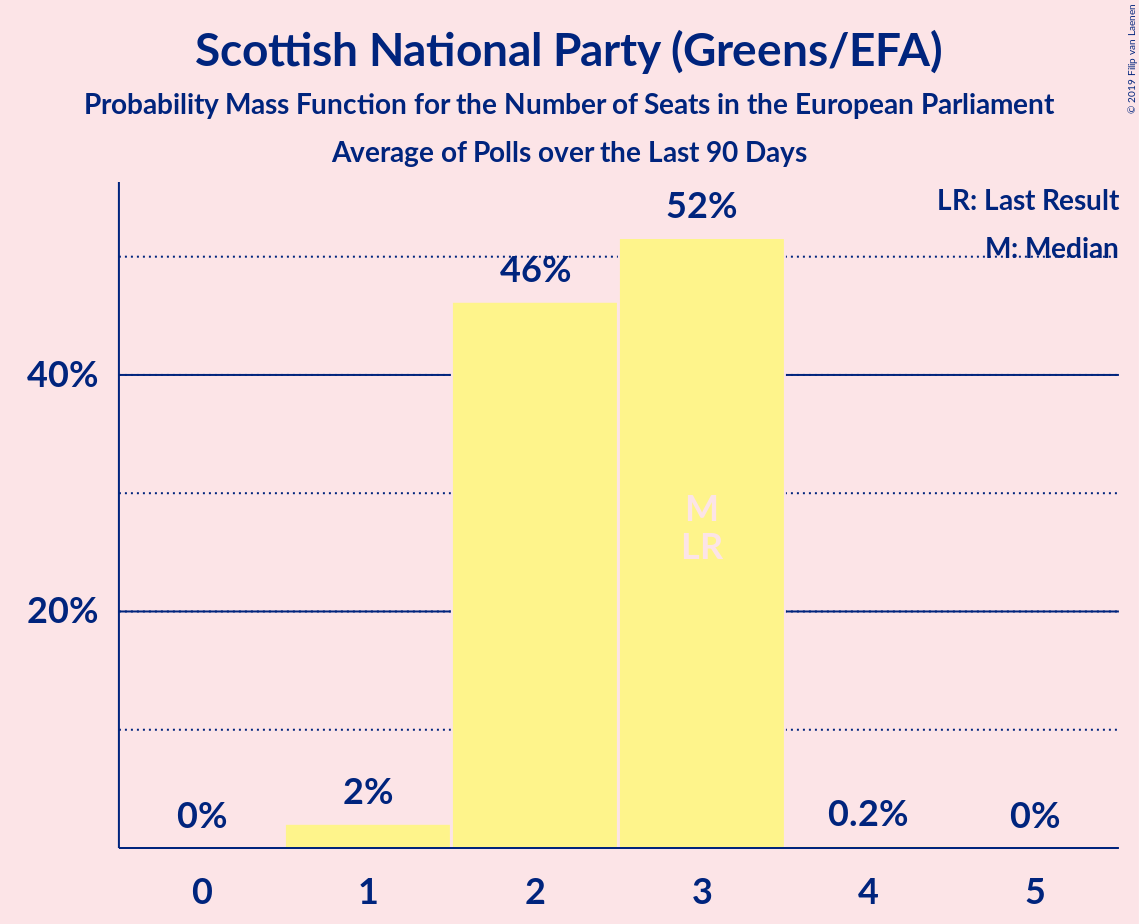 Scottish National Party (Greens/EFA)
Probability Mass Function for the Number of Seats in the European Parliament
Average of Polls over the Last 90 Days
© 2019 Filip van Laenen
LR: Last Result
M: Median
52%
46%
40%
M
LR
20%
2%
0%
0.2%
0%
0 1 2 3 4 5